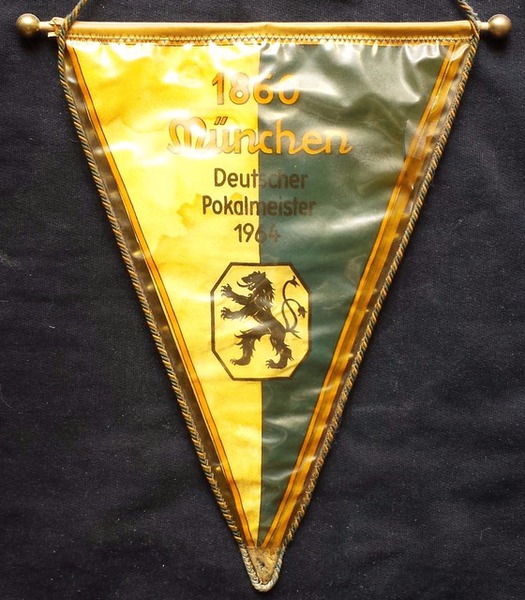 1860
München
Deutscher
Pokalmeister
1964